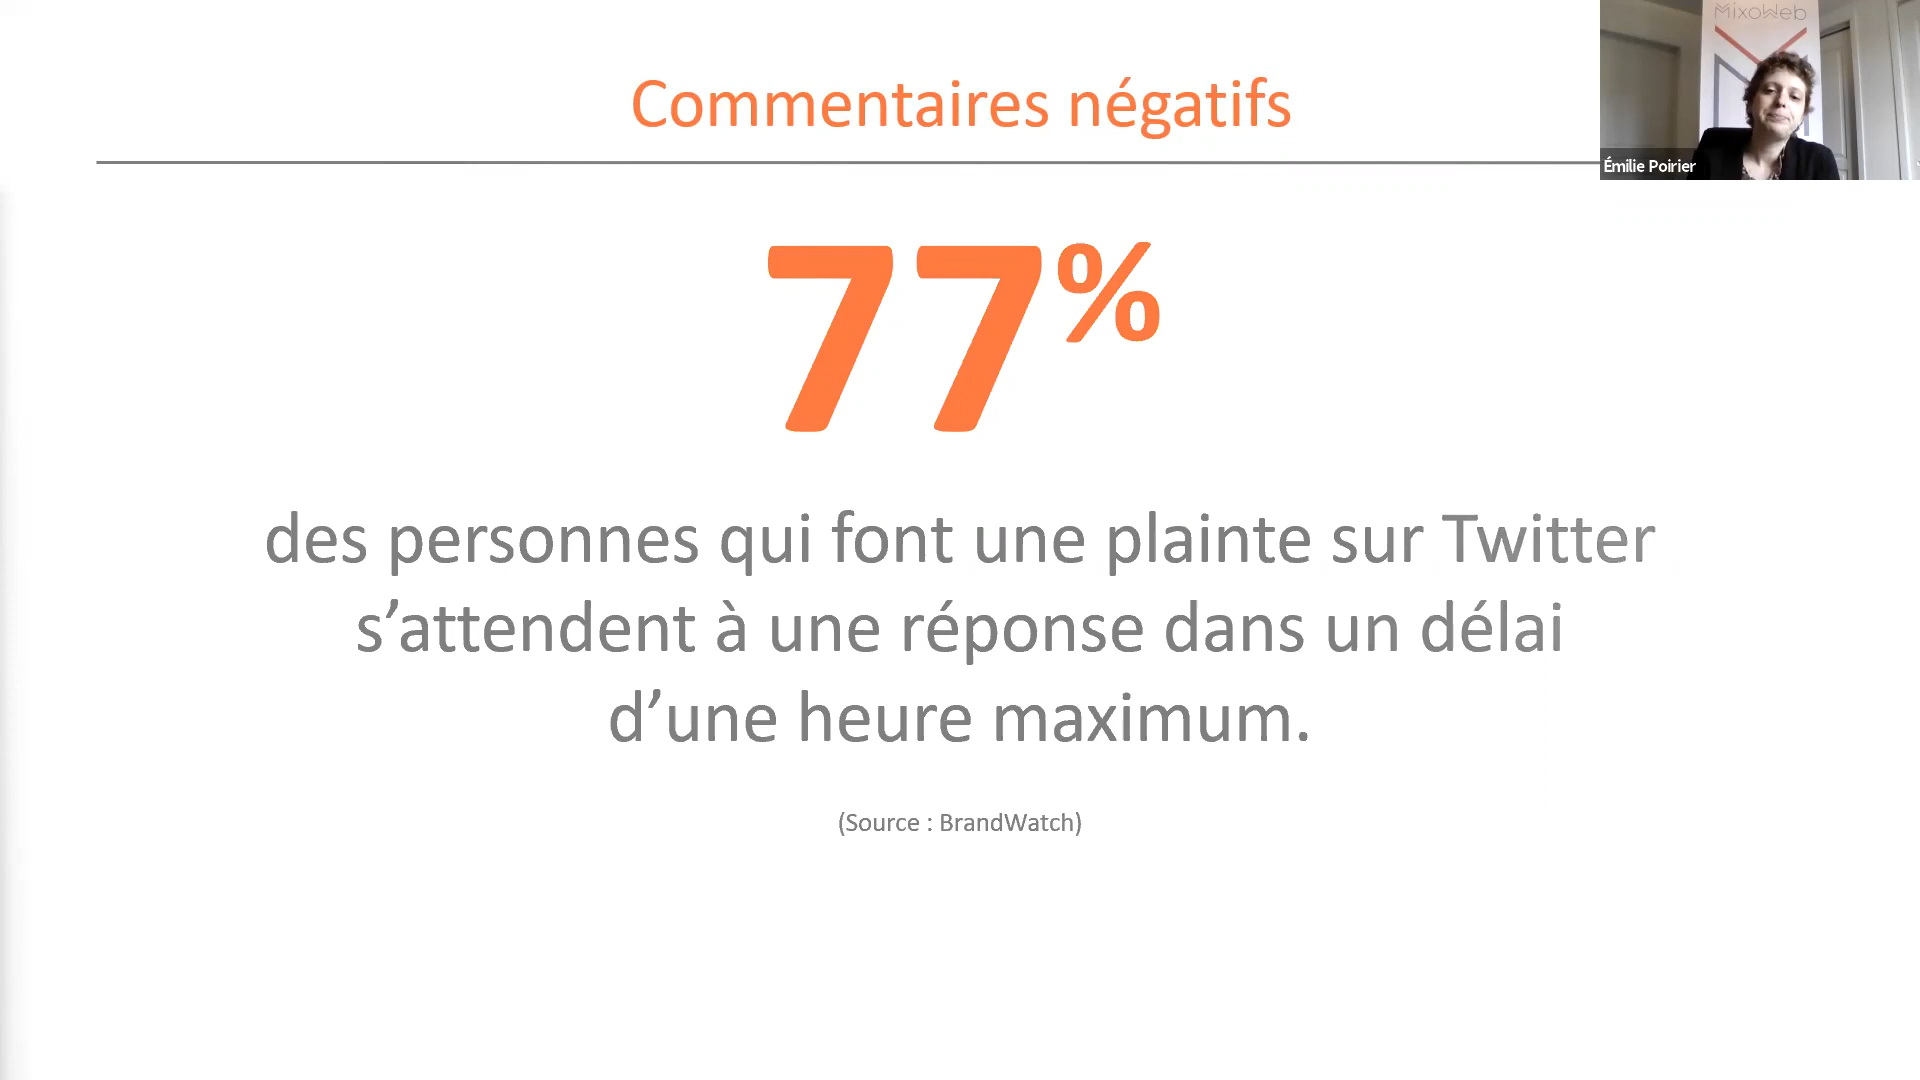 Commentaires négatifs
MixoWeb
Émilie Poirier
77%
des personnes qui font une plainte sur Twitter
s’attendent à une réponse dans un délai
d’une heure maximum.
(Source : BrandWatch)